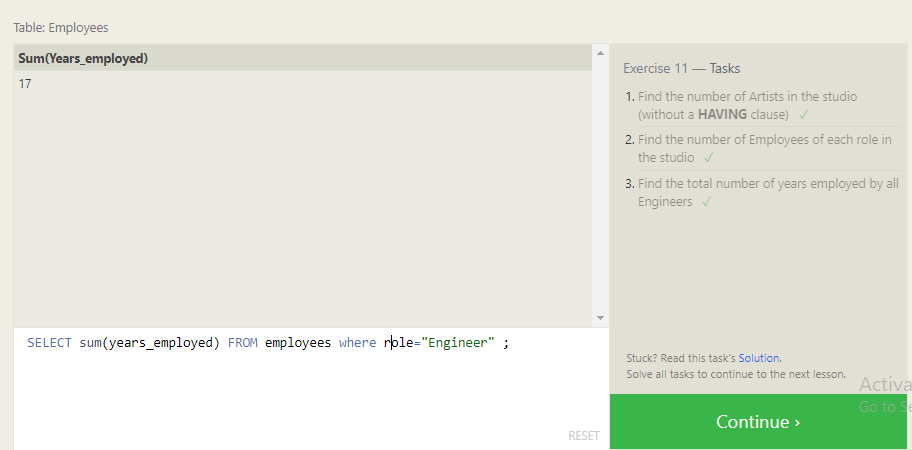 Table: Employees
Sum(Years_employed)
17
SELECT sum(years_employed) FROM employees where role="Engineer" ;
RESET
Exercise 11 — Tasks
1. Find the number of Artists in the studio
(without a HAVING clause) ✓
2. Find the number of Employees of each role in
the studio ✓
3. Find the total number of years employed by all
Engineers ✓
Stuck? Read this task's Solution.
Solve all tasks to continue to the next lesson.
Continue ›
Activa
Go to Se